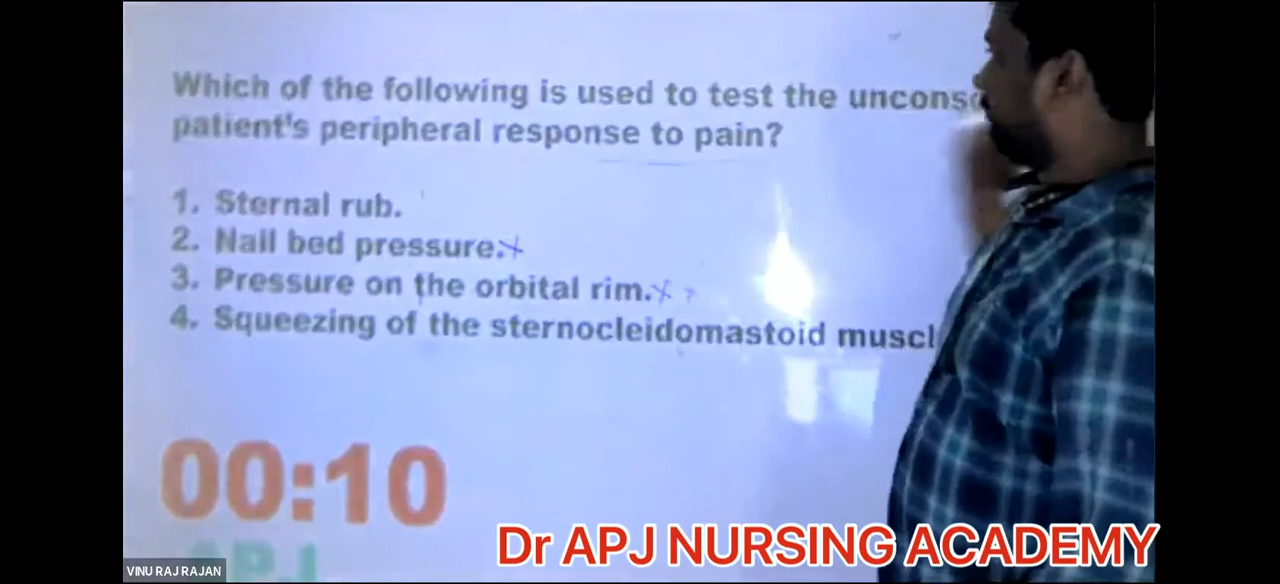 Which of the following is used to test the
patient's peripheral response to pain?
1. Sternal rub.
2. Nail bed pressure.
3. Pressure on the orbital rim.
4. Squeezing of the sternocleidomastoid
00:10
APJ
Dr APJ NURSING ACADEMY
VINU RAJ RAJAN